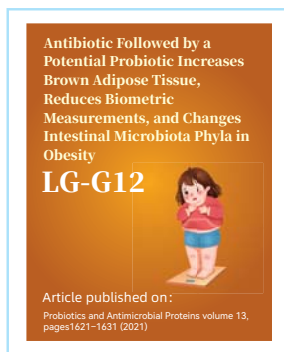 Antibiotic Followed by a
Potential Probiotic Increases
Brown Adipose Tissue,
Reduces Biometric
Measurements, and Changes
Intestinal Microbiota Phyla in
Obesity
LG-G12
Article published on:
Probiotics and Antimicrobial Proteins volume 13,
pages1621–1631 (2021)